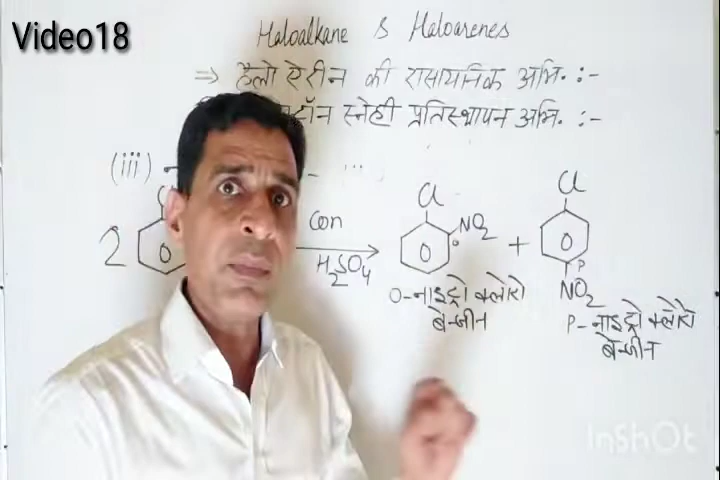 Video18
Haloalkane & Haloarenes
⇒ हैलो ऐरीन की रासायनिक अभि. :-
स्नेही प्रतिस्थापन अभि. :-
(iii)
Cl Cl
2 Con NO2 +
H2SO4 P
O-नाइट्रो क्लोरो NO2
बेन्जीन P-नाइट्रो क्लोरो
बेन्जीन
InShOt